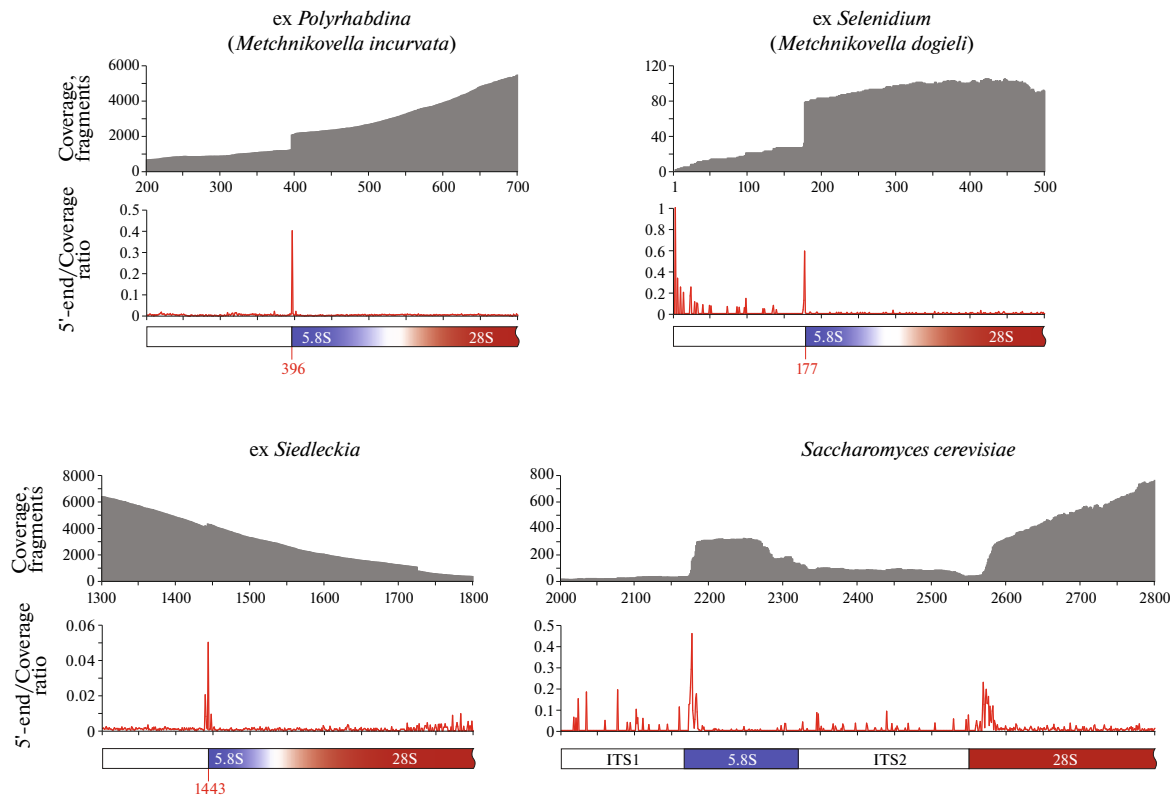 ex Polyrhabdina
(Metchnikovella incurvata)
Coverage,
fragments
6000
4000
2000
0
200 300 400 500 600 700
5'-end/Coverage
ratio
0.5
0.4
0.3
0.2
0.1
0
5.8S 28S
396
ex Selenidium
(Metchnikovella dogieli)
120
80
40
0
1 100 200 300 400 500
1
0.8
0.6
0.4
0.2
0
5.8S 28S
177
ex Siedleckia
Coverage,
fragments
8000
6000
4000
2000
0
1300 1400 1500 1600 1700 1800
5'-end/Coverage
ratio
0.06
0.04
0.02
0
5.8S 28S
1443
Saccharomyces cerevisiae
800
600
400
200
0
2000 2100 2200 2300 2400 2500 2600 2700 2800
0.5
0.4
0.3
0.2
0.1
0
ITS1 5.8S ITS2 28S